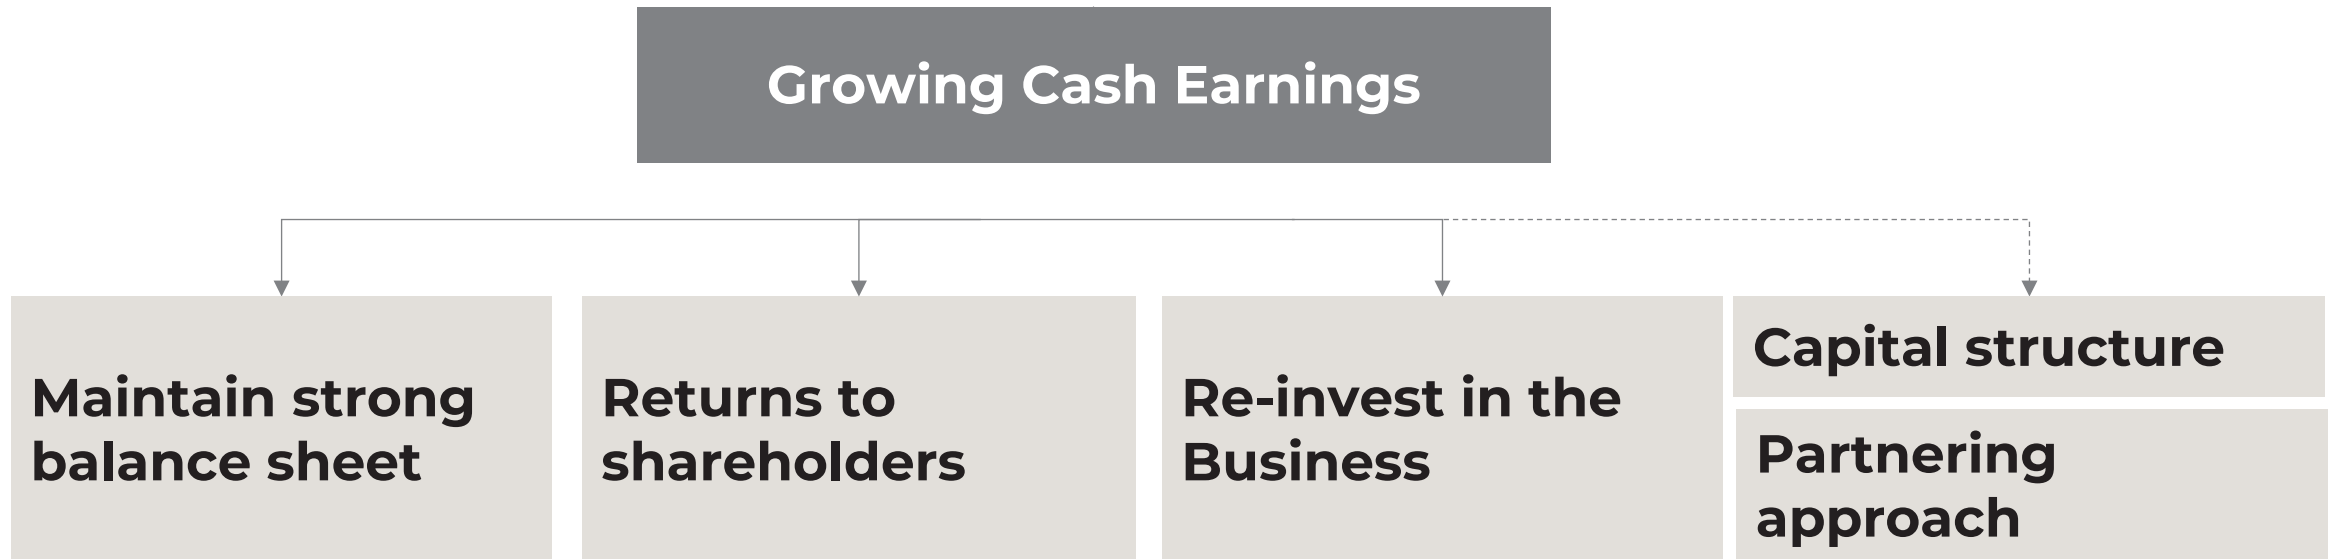 Growing Cash Earnings
Maintain strong
balance sheet
Returns to
shareholders
Re-invest in the
Business
Capital structure
Partnering
approach